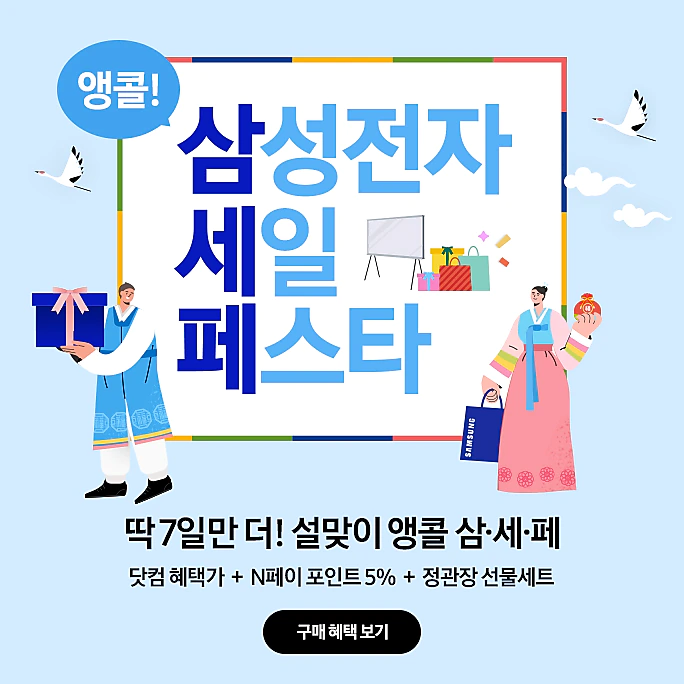 앵콜!
삼성전자
세일
페스타
SAMSUNG
딱 7일만 더! 설맞이 앵콜 삼·세·페
닷컴 혜택가 + N페이 포인트 5% + 정관장 선물세트
구매 혜택 보기